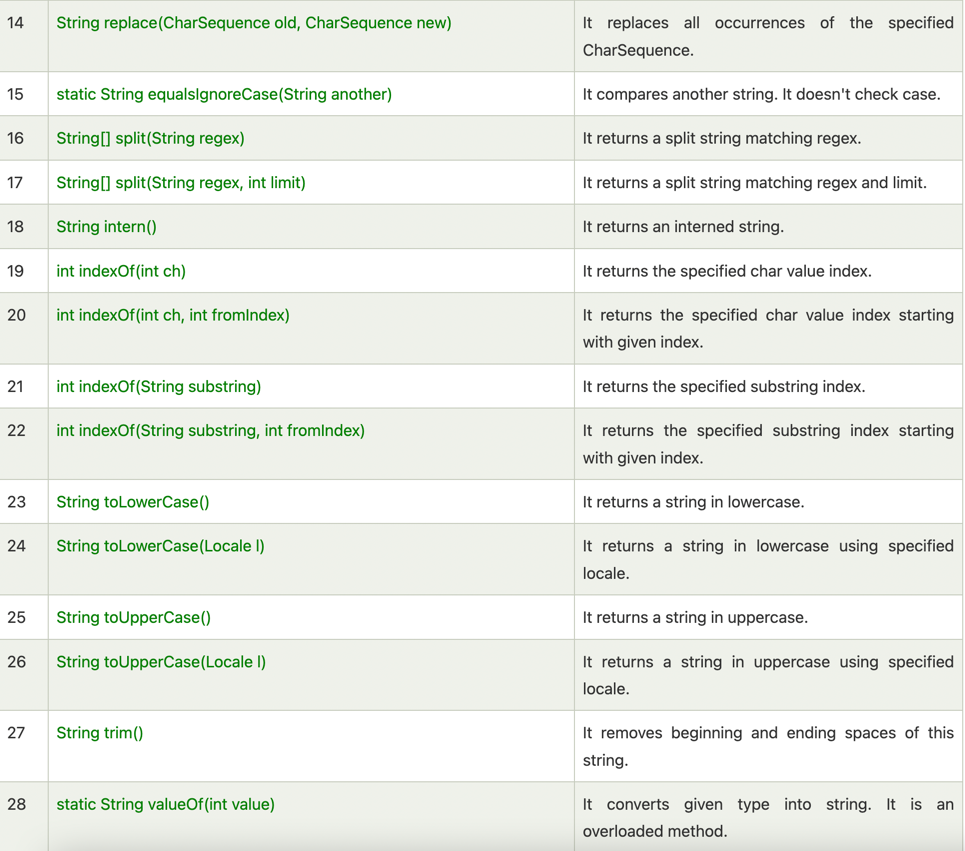 14 String replace(CharSequence old, CharSequence new) It replaces all occurrences of the specified
CharSequence.
15 static String equalsIgnoreCase(String another) It compares another string. It doesn't check case.
16 String[] split(String regex) It returns a split string matching regex.
17 String[] split(String regex, int limit) It returns a split string matching regex and limit.
18 String intern() It returns an interned string.
19 int indexOf(int ch) It returns the specified char value index.
20 int indexOf(int ch, int fromIndex) It returns the specified char value index starting
with given index.
21 int indexOf(String substring) It returns the specified substring index.
22 int indexOf(String substring, int fromIndex) It returns the specified substring index starting
with given index.
23 String toLowerCase() It returns a string in lowercase.
24 String toLowerCase(Locale l) It returns a string in lowercase using specified
locale.
25 String toUpperCase() It returns a string in uppercase.
26 String toUpperCase(Locale l) It returns a string in uppercase using specified
locale.
27 String trim() It removes beginning and ending spaces of this
string.
28 static String valueOf(int value) It converts given type into string. It is an
overloaded method.